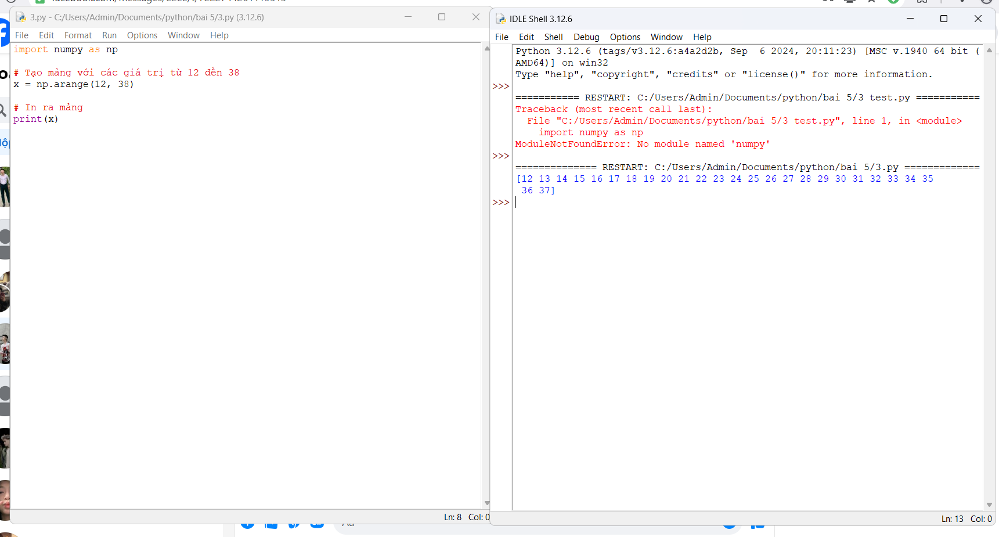 3.py - C:/Users/Admin/Documents/python/bai 5/3.py (3.12.6)
File Edit Format Run Options Window Help
import numpy as np
# Tạo mảng với các giá trị từ 12 đến 38
x = np.arange(12, 38)
# In ra mảng
print(x)
Ln: 8 Col: 0
IDLE Shell 3.12.6
File Edit Shell Debug Options Window Help
Python 3.12.6 (tags/v3.12.6:a4a2d2b, Sep  6 2024, 20:11:23) [MSC v.1940 64 bit (
AMD64)] on win32
Type "help", "copyright", "credits" or "license()" for more information.
>>>
=========== RESTART: C:/Users/Admin/Documents/python/bai 5/3 test.py ===========
Traceback (most recent call last):
  File "C:/Users/Admin/Documents/python/bai 5/3 test.py", line 1, in <module>
    import numpy as np
ModuleNotFoundError: No module named 'numpy'
>>>
============== RESTART: C:/Users/Admin/Documents/python/bai 5/3.py =============
[12 13 14 15 16 17 18 19 20 21 22 23 24 25 26 27 28 29 30 31 32 33 34 35
 36 37]
>>>
Ln: 13 Col: 0
Aa